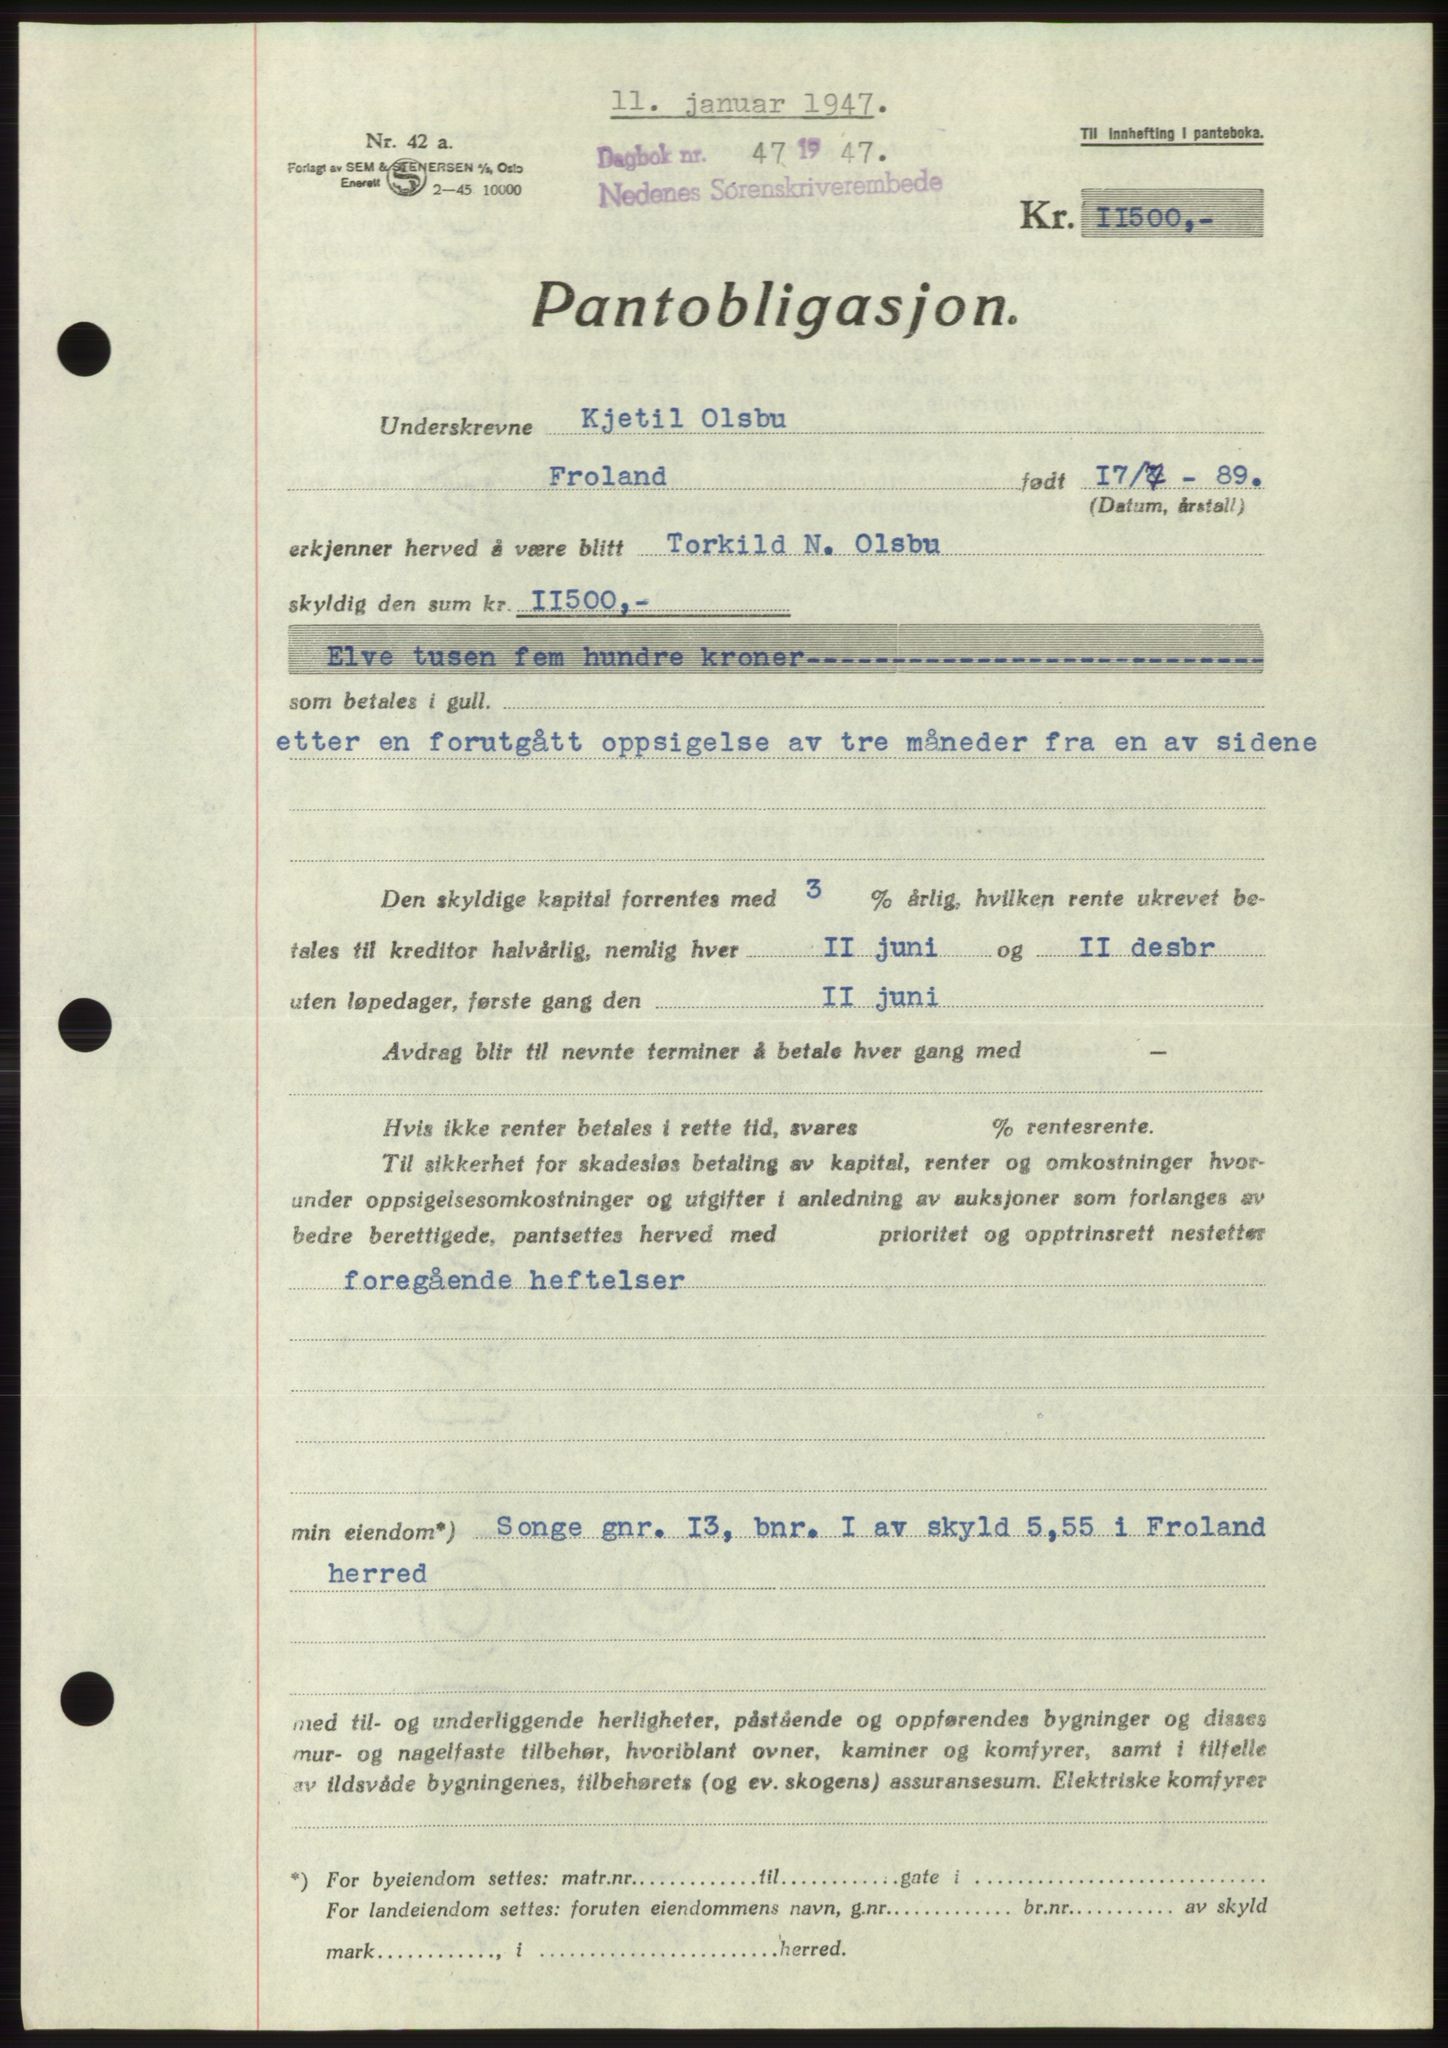 11. januar 1947.
Nr. 42 a.
Til innhefting i panteboka.
Forlagt av SEM & STENERSEN A/S, Oslo
Enerett 2—45 10000
Dagbok nr. 47 19 47.
Nedenes Sorenskriverembede
Kr. II500,-
Pantobligasjon.
Underskrevne Kjetil Olsbu
Froland født I7/7 - 89.
(Datum, årstall)
erkjenner herved å være blitt Torkild N. Olsbu
skyldig den sum kr. II500,-
Elve tusen fem hundre kroner--------------------
som betales i gull.
etter en forutgått oppsigelse av tre måneder fra en av sidene
Den skyldige kapital forrentes med 3 % årlig, hvilken rente ukrevet be-
tales til kreditor halvårlig, nemlig hver II juni og II desbr
uten løpedager, første gang den II juni
Avdrag blir til nevnte terminer å betale hver gang med —
Hvis ikke renter betales i rette tid, svares % rentesrente.
Til sikkerhet for skadesløs betaling av kapital, renter og omkostninger hvor-
under oppsigelsesomkostninger og utgifter i anledning av auksjoner som forlanges av
bedre berettigede, pantsettes herved med prioritet og opptrinsrett nestetter
foregående heftelser
min eiendom*) Songe gnr. I3, bnr. I av skyld 5,55 i Froland
herred
med til- og underliggende herligheter, påstående og oppførendes bygninger og disses
mur- og nagelfaste tilbehør, hvoriblant ovner, kaminer og komfyrer, samt i tilfelle
av ildsvåde bygningenes, tilbehørets (og ev. skogens) assuransesum. Elektriske komfyrer
*) For byeiendom settes: matr.nr.............til.............gate i .............................
For landeiendom settes: foruten eiendommens navn, g.nr............. br.nr........... av skyld
mark............, i ........................herred.